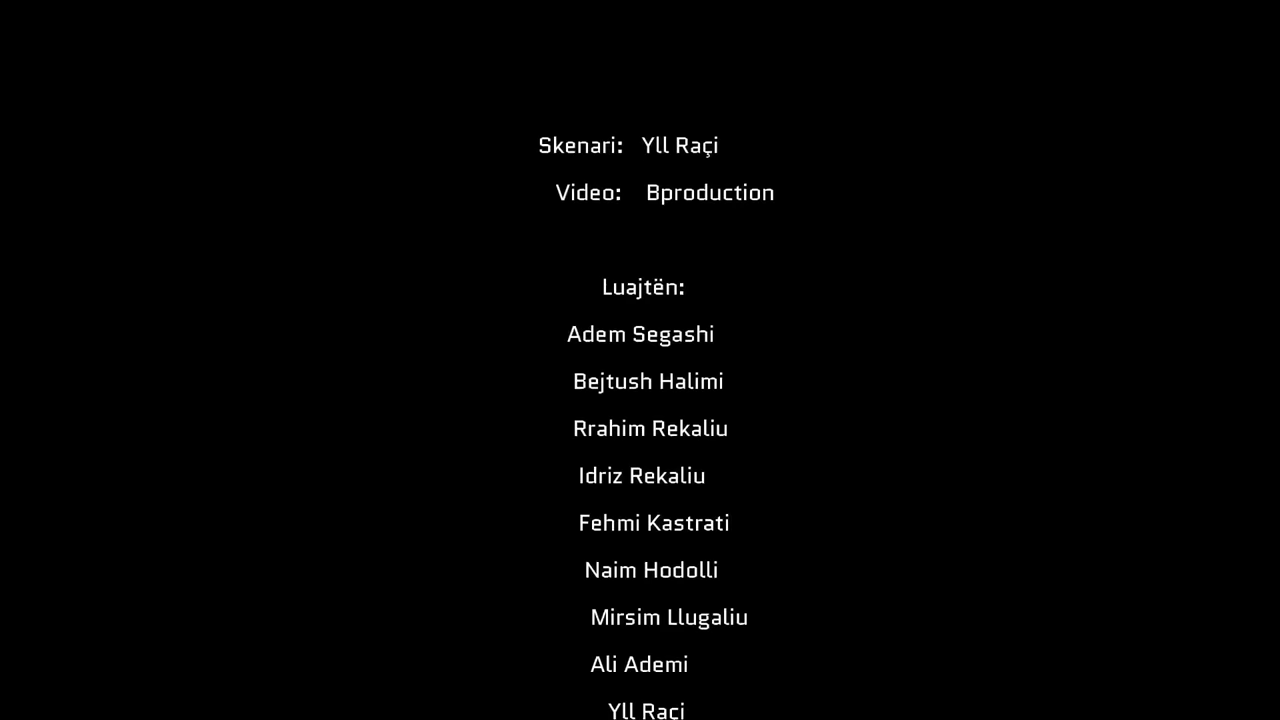 Skenari: Yll Raçi
Video: Bproduction
Luajtën:
Adem Segashi
Bejtush Halimi
Rrahim Rekaliu
Idriz Rekaliu
Fehmi Kastrati
Naim Hodolli
Mirsim Llugaliu
Ali Ademi
Yll Raçi